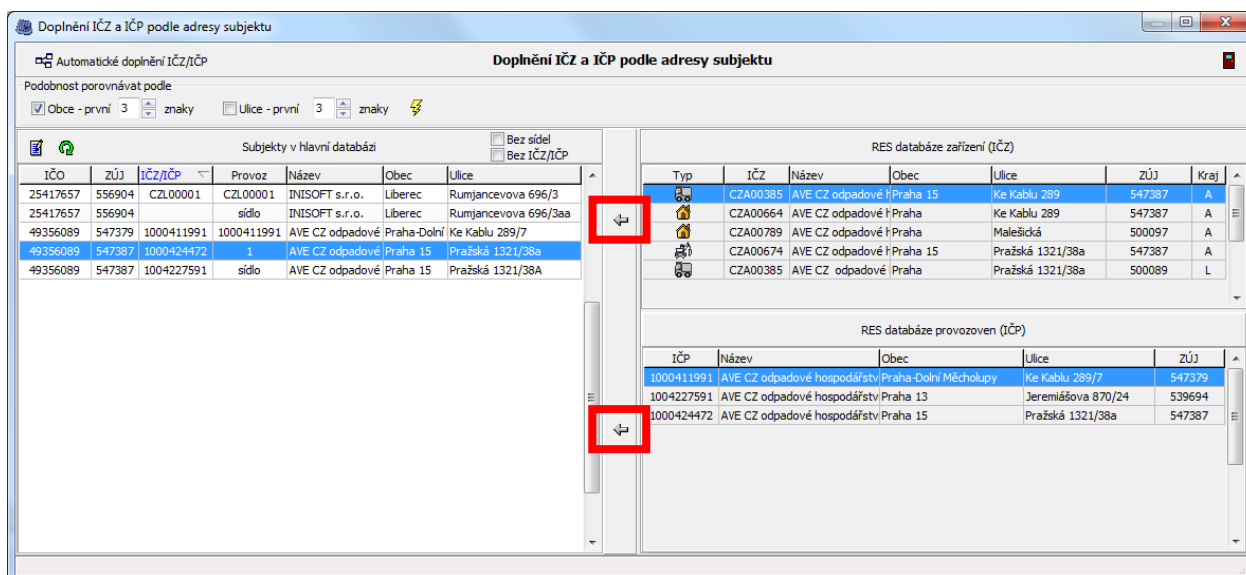 Doplnění IČZ a IČP podle adresy subjektu
Automatické doplnění IČZ/IČP
Doplnění IČZ a IČP podle adresy subjektu
Podobnost porovnávat podle
Obce - první 3 znaky Ulice - první 3 znaky
Subjekty v hlavní databázi
Bez sídel
Bez IČZ/IČP
IČO ZÚJ IČZ/IČP Provoz Název Obec Ulice
25417657 556904 CZL00001 CZL00001 INISOFT s.r.o. Liberec Rumjancevova 696/3
25417657 556904 sídlo INISOFT s.r.o. Liberec Rumjancevova 696/3aa
49356089 547379 1000411991 1000411991 AVE CZ odpadové Praha-Dolní Ke Kablu 289/7
49356089 547387 1000424472 1 AVE CZ odpadové Praha 15 Pražská 1321/38a
49356089 547387 1004227591 sídlo AVE CZ odpadové Praha 15 Pražská 1321/38A
RES databáze zařízení (IČZ)
Typ IČZ Název Obec Ulice ZÚJ Kraj
CZA00385 AVE CZ odpadové h Praha 15 Ke Kablu 289 547387 A
CZA00664 AVE CZ odpadové h Praha Ke Kablu 289 547387 A
CZA00789 AVE CZ odpadové h Praha Malešická 500097 A
CZA00674 AVE CZ odpadové h Praha 15 Pražská 1321/38a 547387 A
CZA00385 AVE CZ odpadové Praha Pražská 1321/38a 500089 L
RES databáze provozoven (IČP)
IČP Název Obec Ulice ZÚJ
1000411991 AVE CZ odpadové hospodářstv Praha-Dolní Měcholupy Ke Kablu 289/7 547379
1004227591 AVE CZ odpadové hospodářstv Praha 13 Jeremiášova 870/24 539694
1000424472 AVE CZ odpadové hospodářstv Praha 15 Pražská 1321/38a 547387